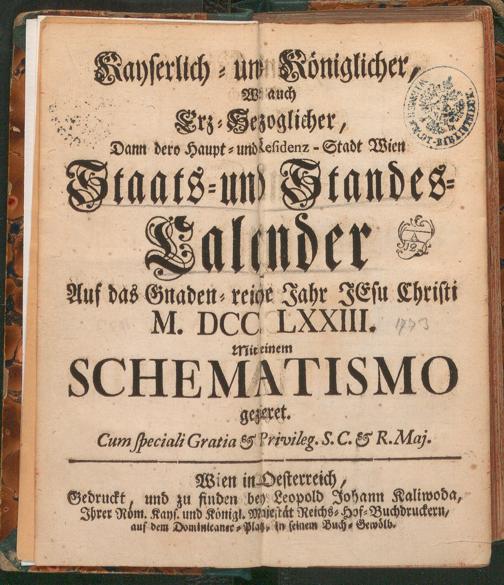 Kayserlich- und Königlicher,
Wie auch
Erz-Hezoglicher,
Dann dero Haupt- und Residenz-Stadt Wien
Staats- und Standes-
Calender
Auf das Gnaden-reiche Jahr JEsu Christi
M. DCC LXXIII.
1773
Mit einem
SCHEMATISMO
gezieret.
Cum speciali Gratia & Privileg. S. C. & R. Maj.
Wien in Oesterreich,
Gedruckt, und zu finden bey Leopold Johann Kaliwoda,
Ihrer Röm. Kays. und Königl. Majestät Reichs-Hof-Buchdruckern,
auf dem Dominicaner-Platz, in seinem Buch-Gewölb.